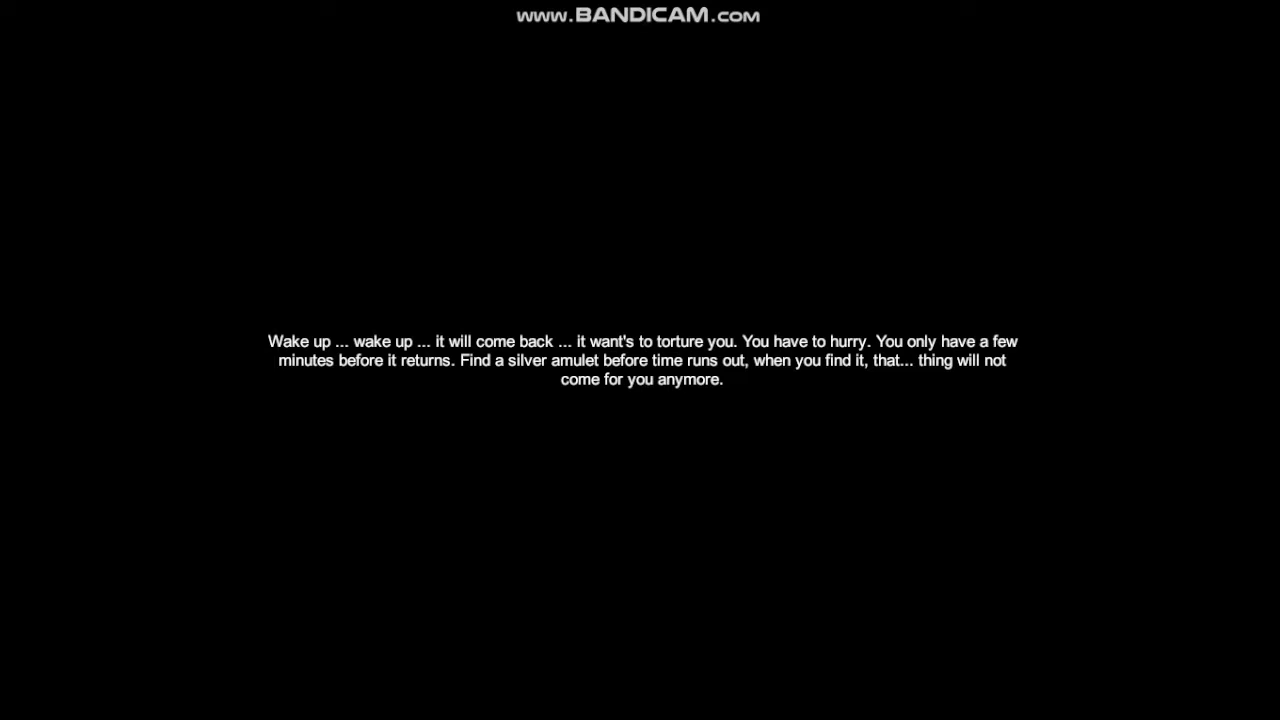 www.BANDICAM.com
Wake up ... wake up ... it will come back ... it want's to torture you. You have to hurry. You only have a few
minutes before it returns. Find a silver amulet before time runs out, when you find it, that... thing will not
come for you anymore.